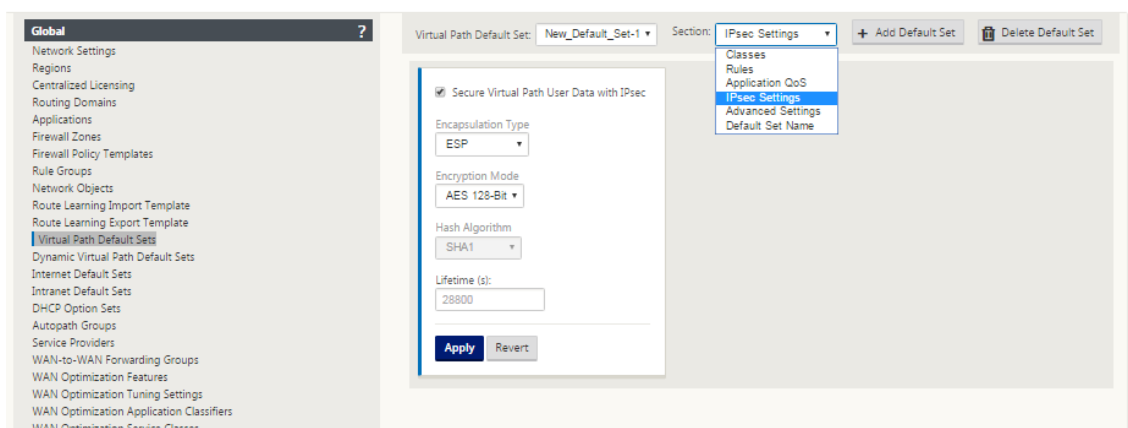 Global ?
Network Settings
Regions
Centralized Licensing
Routing Domains
Applications
Firewall Zones
Firewall Policy Templates
Rule Groups
Network Objects
Route Learning Import Template
Route Learning Export Template
Virtual Path Default Sets
Dynamic Virtual Path Default Sets
Internet Default Sets
Intranet Default Sets
DHCP Option Sets
Autopath Groups
Service Providers
WAN-to-WAN Forwarding Groups
WAN Optimization Features
WAN Optimization Tuning Settings
WAN Optimization Application Classifiers
WAN Optimization Service Classes
Virtual Path Default Set: New_Default_Set-1 Section: IPsec Settings + Add Default Set Delete Default Set
Classes
Rules
Application QoS
IPsec Settings
Advanced Settings
Default Set Name
Secure Virtual Path User Data with IPsec
Encapsulation Type
ESP
Encryption Mode
AES 128-Bit
Hash Algorithm
SHA1
Lifetime (s):
28800
Apply Revert